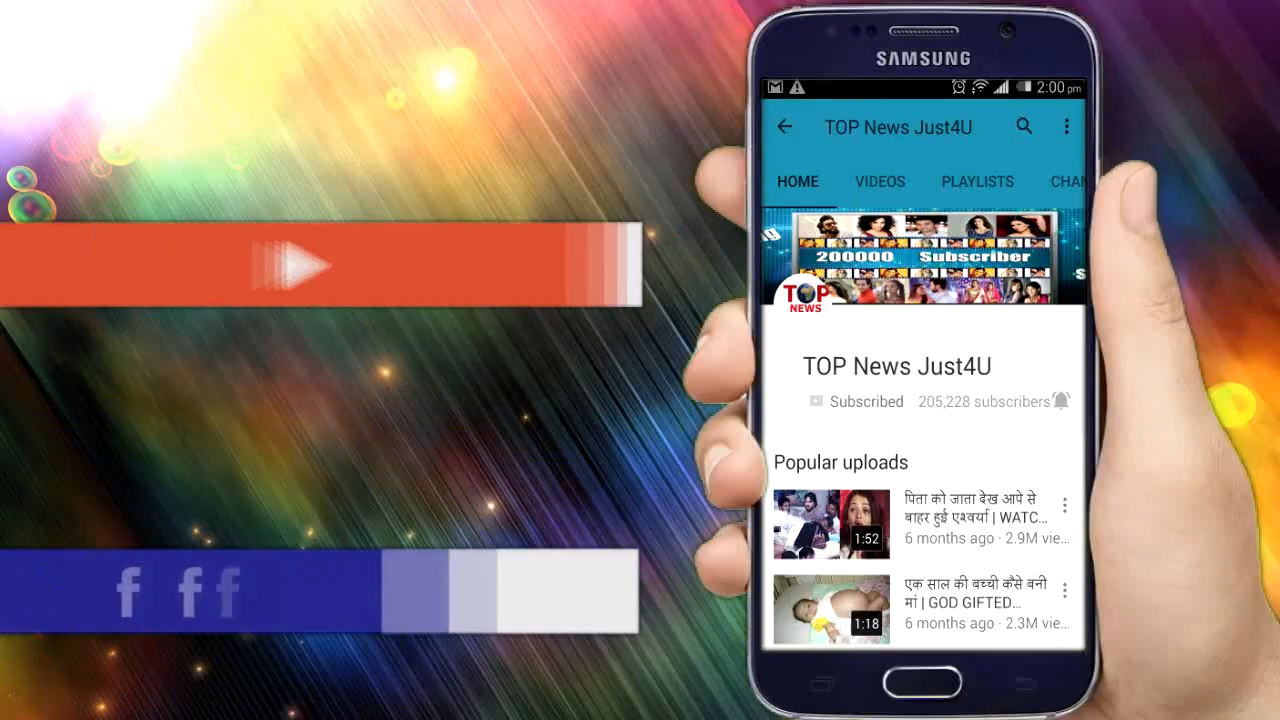 SAMSUNG
2:00 pm
TOP News Just4U
HOME VIDEOS PLAYLISTS CHAN
200000 Subscriber
TOP
NEWS
TOP News Just4U
Subscribed 205,228 subscribers
Popular uploads
पिता को जाता देख आपे से
बाहर हुई एश्वर्या | WATC...
6 months ago · 2.9M vie...
1:52
एक साल की बच्ची कैसे बनी
मां | GOD GIFTED...
6 months ago · 2.3M vie...
1:18
f f f